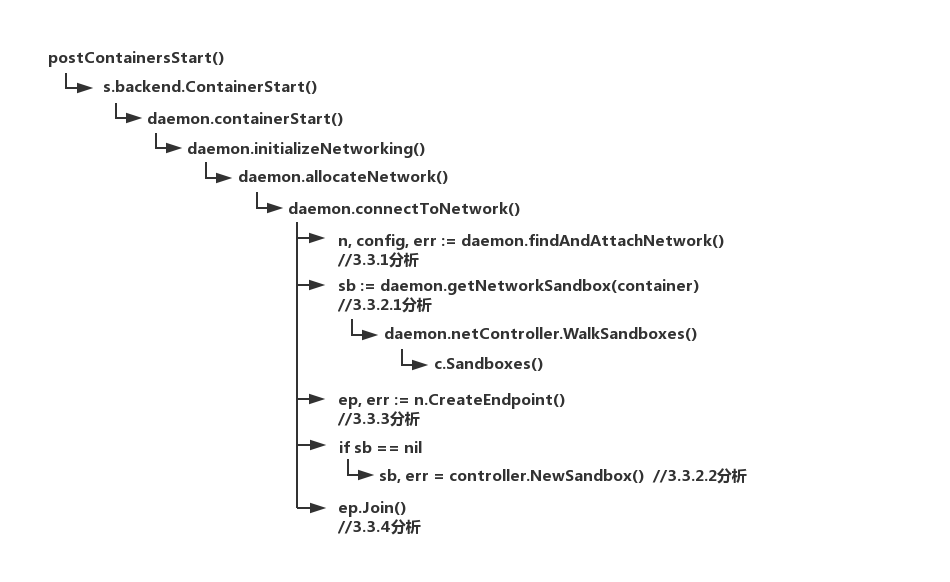 postContainersStart()
s.backend.ContainerStart()
daemon.containerStart()
daemon.initializeNetworking()
daemon.allocateNetwork()
daemon.connectToNetwork()
n, config, err := daemon.findAndAttachNetwork()
//3.3.1分析
sb := daemon.getNetworkSandbox(container)
//3.3.2.1分析
daemon.netController.WalkSandboxes()
c.Sandboxes()
ep, err := n.CreateEndpoint()
//3.3.3分析
if sb == nil
sb, err = controller.NewSandbox()  //3.3.2.2分析
ep.Join()
//3.3.4分析